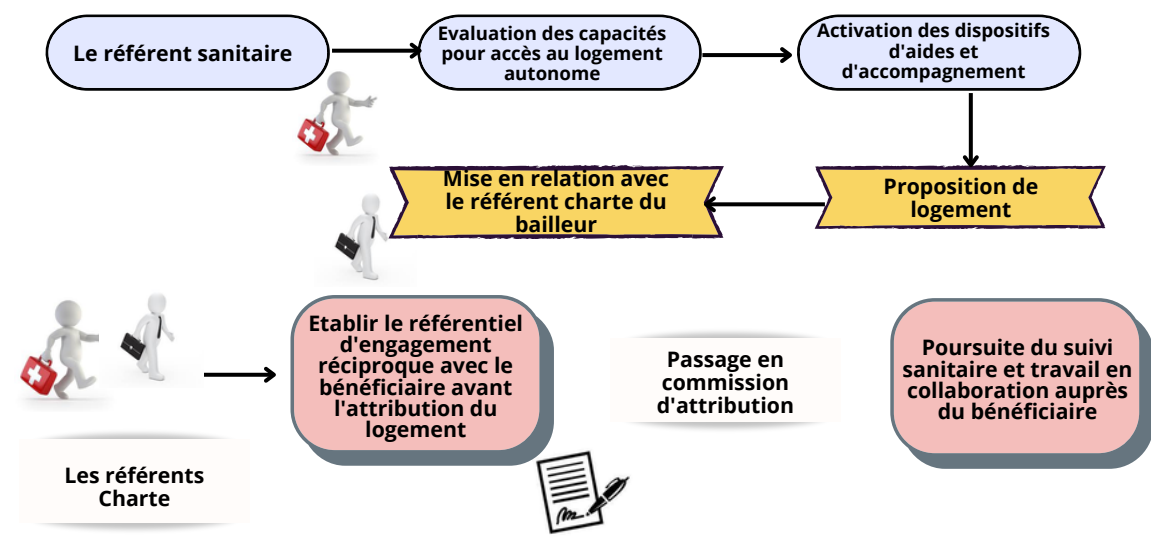 Le référent sanitaire
Evaluation des capacités
pour accès au logement
autonome
Activation des dispositifs
d'aides et
d'accompagnement
Mise en relation avec
le référent charte du
bailleur
Proposition de
logement
Etablir le référentiel
d'engagement
réciproque avec le
bénéficiaire avant
l'attribution du
logement
Passage en
commission
d'attribution
Poursuite du suivi
sanitaire et travail en
collaboration auprès
du bénéficiaire
Les référents
Charte